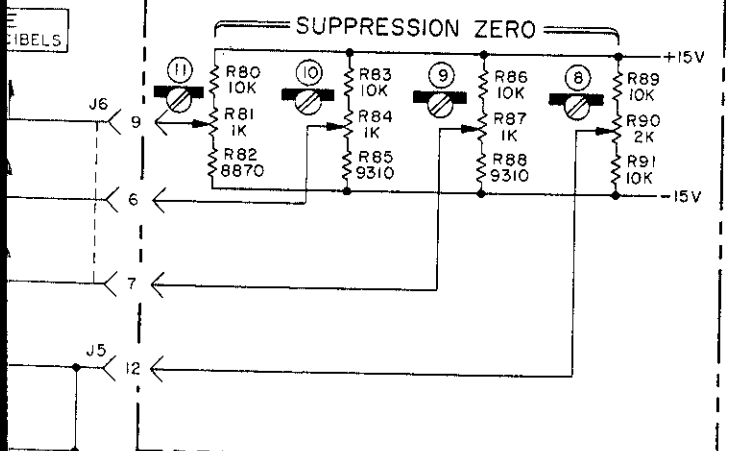 SUPPRESSION ZERO
CIBELS
+15V
11
R80
10K
10
R83
10K
9
R86
10K
8
R89
10K
J6
9
R81
1K
R84
1K
R87
1K
R90
2K
R82
8870
R85
9310
R88
9310
R91
10K
-15V
6
7
J5
12